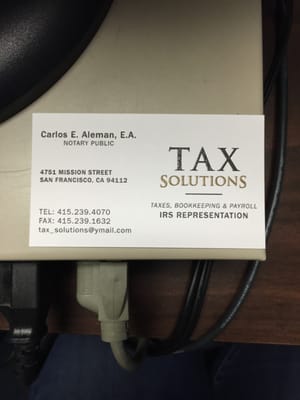 Carlos E. Aleman, E.A.
NOTARY PUBLIC
4751 MISSION STREET
SAN FRANCISCO, CA 94112
TEL: 415.239.4070
FAX: 415.239.1632
tax_solutions@ymail.com
TAX
SOLUTIONS
TAXES, BOOKKEEPING & PAYROLL
IRS REPRESENTATION